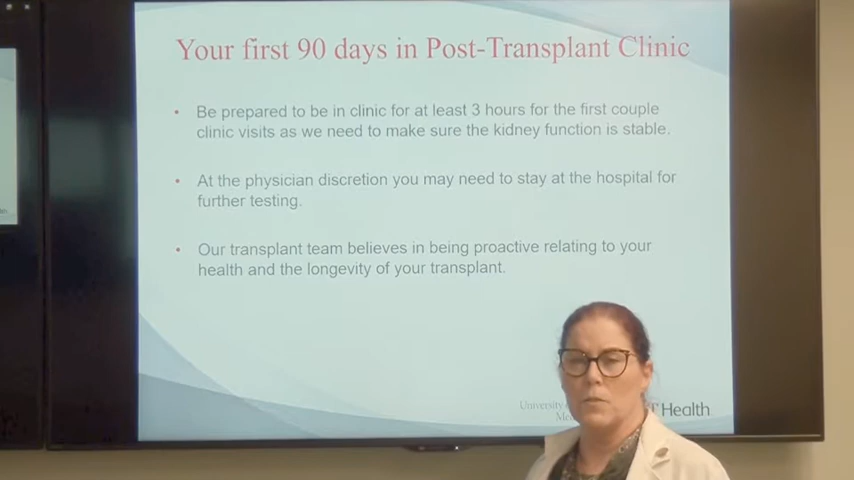 Your first 90 days in Post-Transplant Clinic
• Be prepared to be in clinic for at least 3 hours for the first couple
clinic visits as we need to make sure the kidney function is stable.
• At the physician discretion you may need to stay at the hospital for
further testing.
• Our transplant team believes in being proactive relating to your
health and the longevity of your transplant.
University
Health